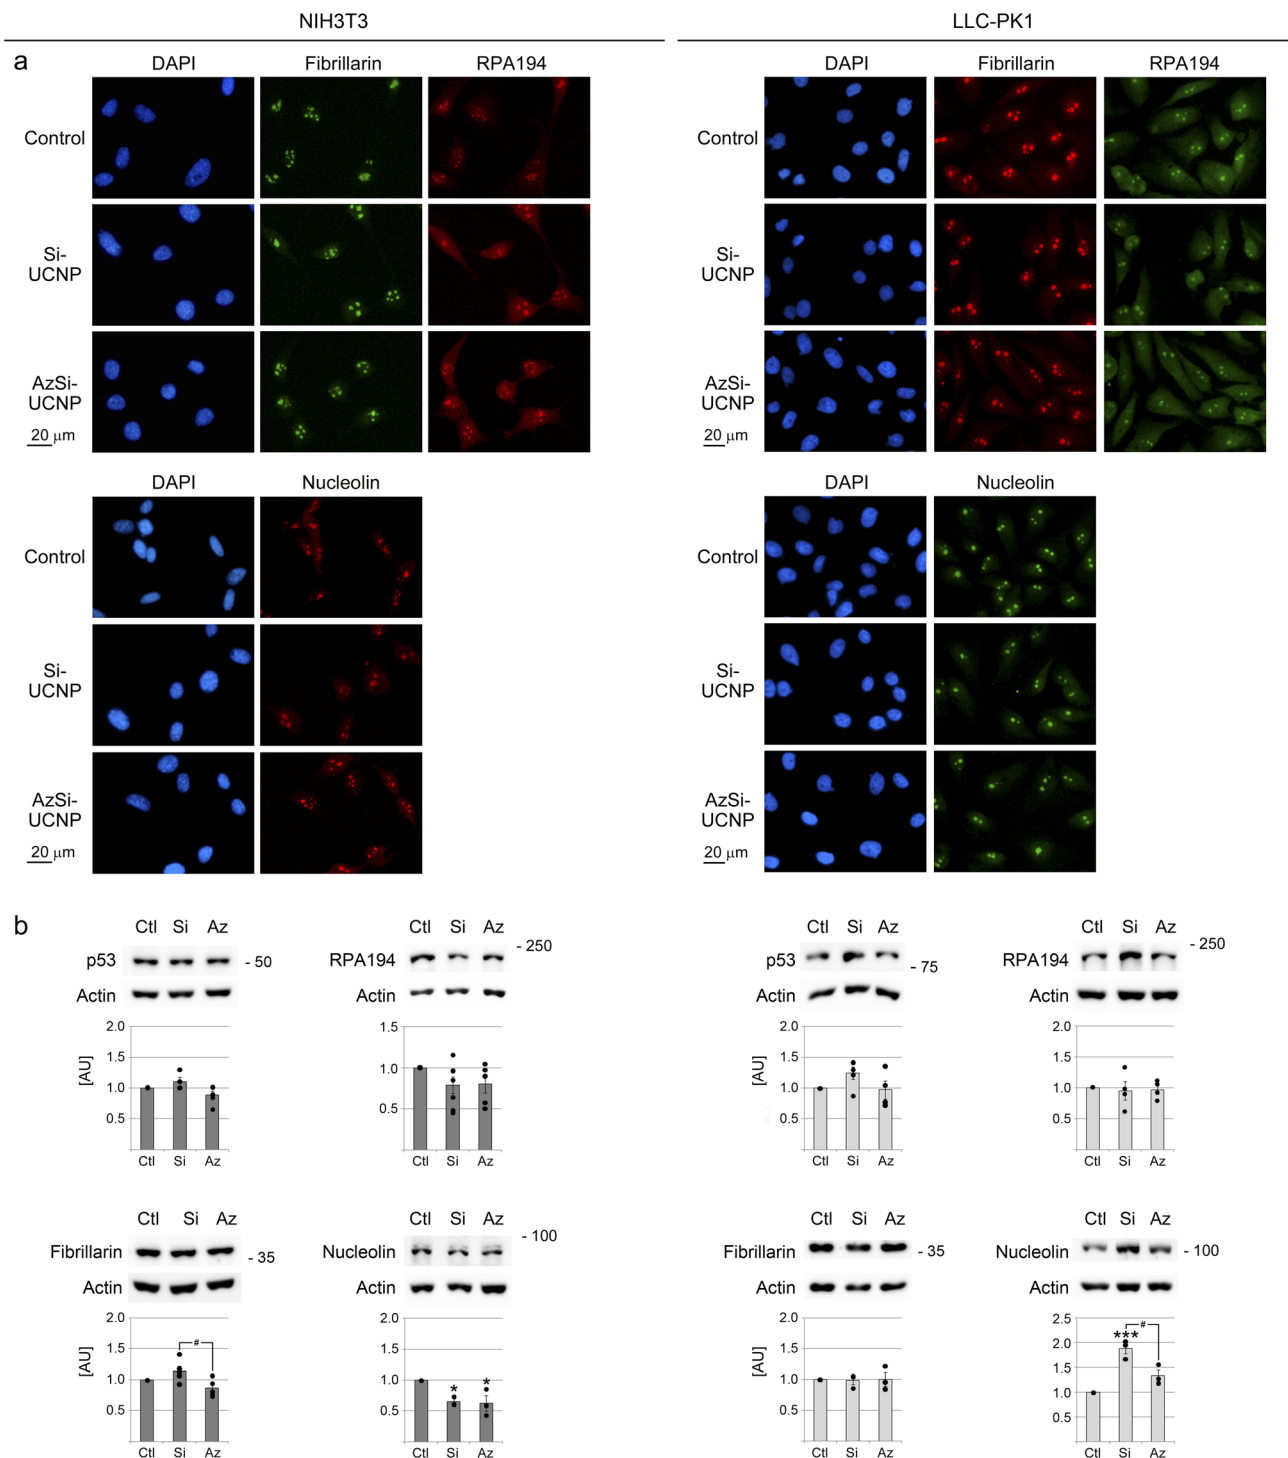 NIH3T3 LLC-PK1
a
DAPI Fibrillarin RPA194 DAPI Fibrillarin RPA194
Control Control
Si-
UCNP
Si-
UCNP
AzSi-
UCNP
20 μm
AzSi-
UCNP
20 μm
DAPI Nucleolin DAPI Nucleolin
Control Control
Si-
UCNP
Si-
UCNP
AzSi-
UCNP
20 μm
AzSi-
UCNP
20 μm
b
Ctl Si Az
p53 - 50
Actin
2.0
1.5
[AU]
1.0
0.5
Ctl Si Az
Ctl Si Az
RPA194 - 250
Actin
1.5
1.0
0.5
Ctl Si Az
Ctl Si Az
p53 - 75
Actin
2.0
1.5
[AU]
1.0
0.5
Ctl Si Az
Ctl Si Az
RPA194 - 250
Actin
2.0
1.5
1.0
0.5
Ctl Si Az
Ctl Si Az
Fibrillarin - 35
Actin
2.0
1.5
#
[AU]
1.0
0.5
Ctl Si Az
Ctl Si Az
Nucleolin - 100
Actin
2.0
1.5
1.0
* *
0.5
Ctl Si Az
Ctl Si Az
Fibrillarin - 35
Actin
2.0
1.5
[AU]
1.0
0.5
Ctl Si Az
Ctl Si Az
Nucleolin - 100
Actin
2.5
#
***
2.0
1.5
1.0
0.5
Ctl Si Az